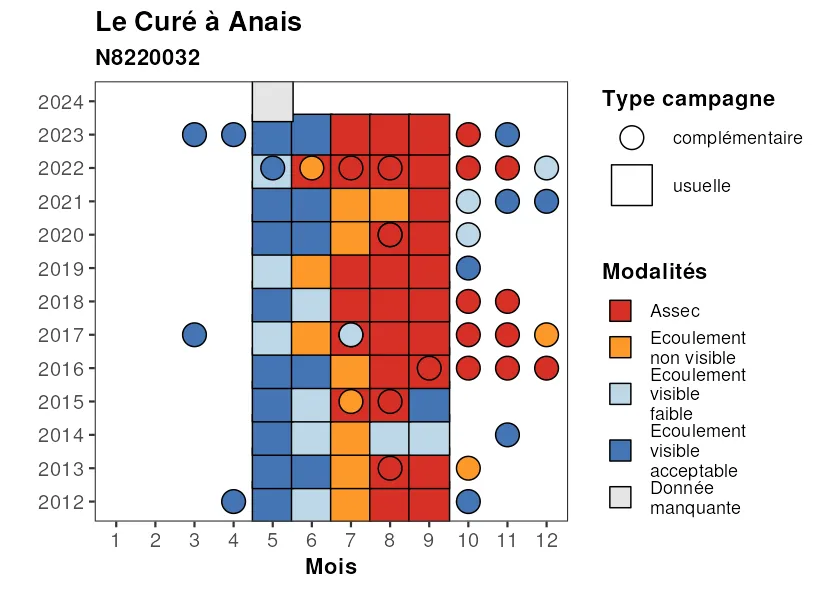 Le Curé à Anais
N8220032
2024
2023
2022
2021
2020
2019
2018
2017
2016
2015
2014
2013
2012
1 2 3 4 5 6 7 8 9 10 11 12
Mois
Type campagne
complémentaire
usuelle
Modalités
Assec
Ecoulement
non visible
Ecoulement
visible
faible
Ecoulement
visible
acceptable
Donnée
manquante